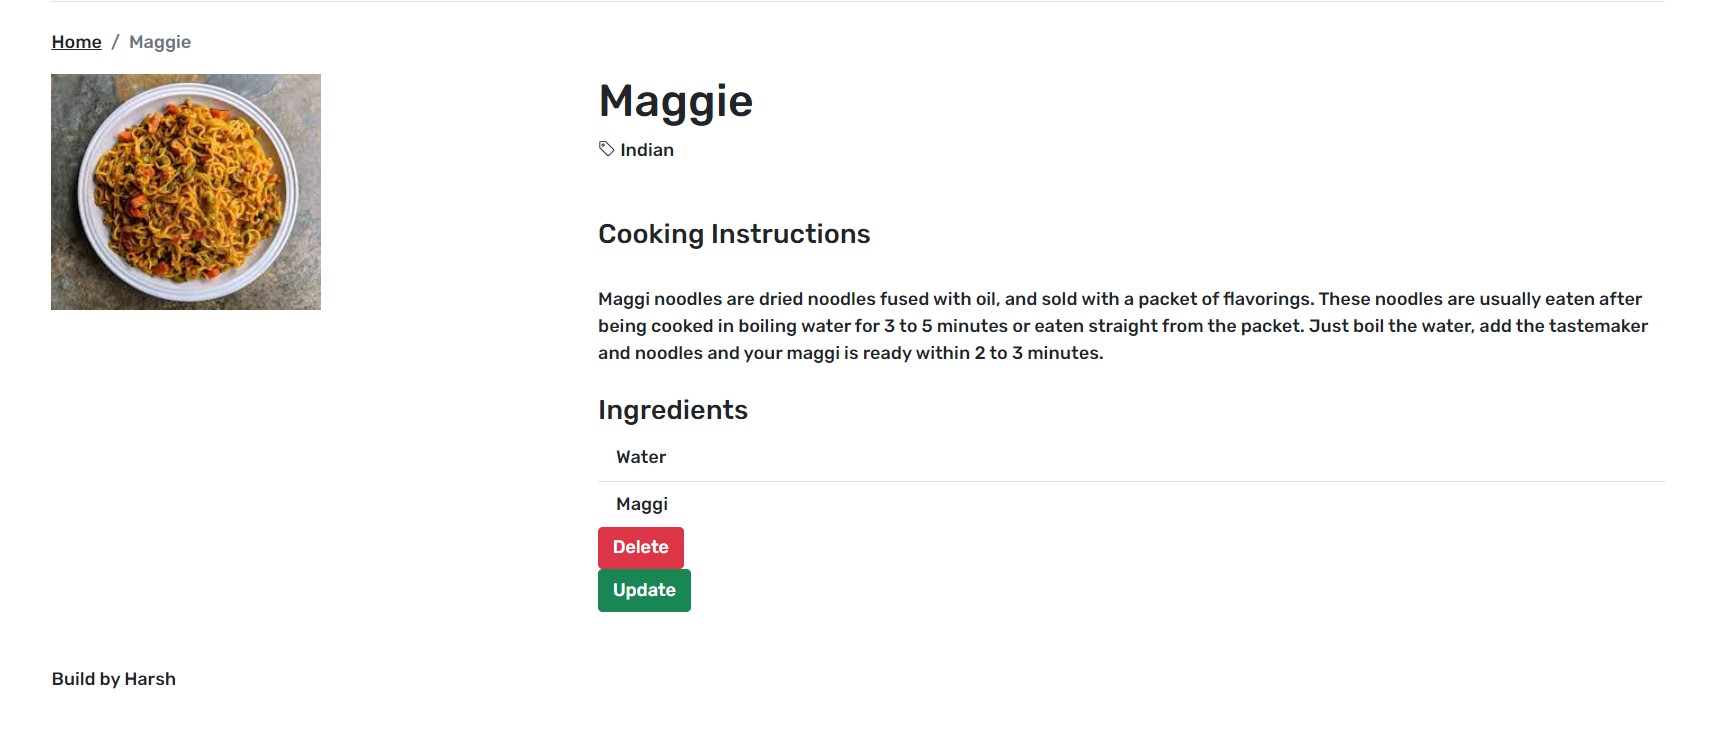 Home / Maggie
Maggie
Indian
Cooking Instructions
Maggi noodles are dried noodles fused with oil, and sold with a packet of flavorings. These noodles are usually eaten after
being cooked in boiling water for 3 to 5 minutes or eaten straight from the packet. Just boil the water, add the tastemaker
and noodles and your maggi is ready within 2 to 3 minutes.
Ingredients
Water
Maggi
Delete
Update
Build by Harsh